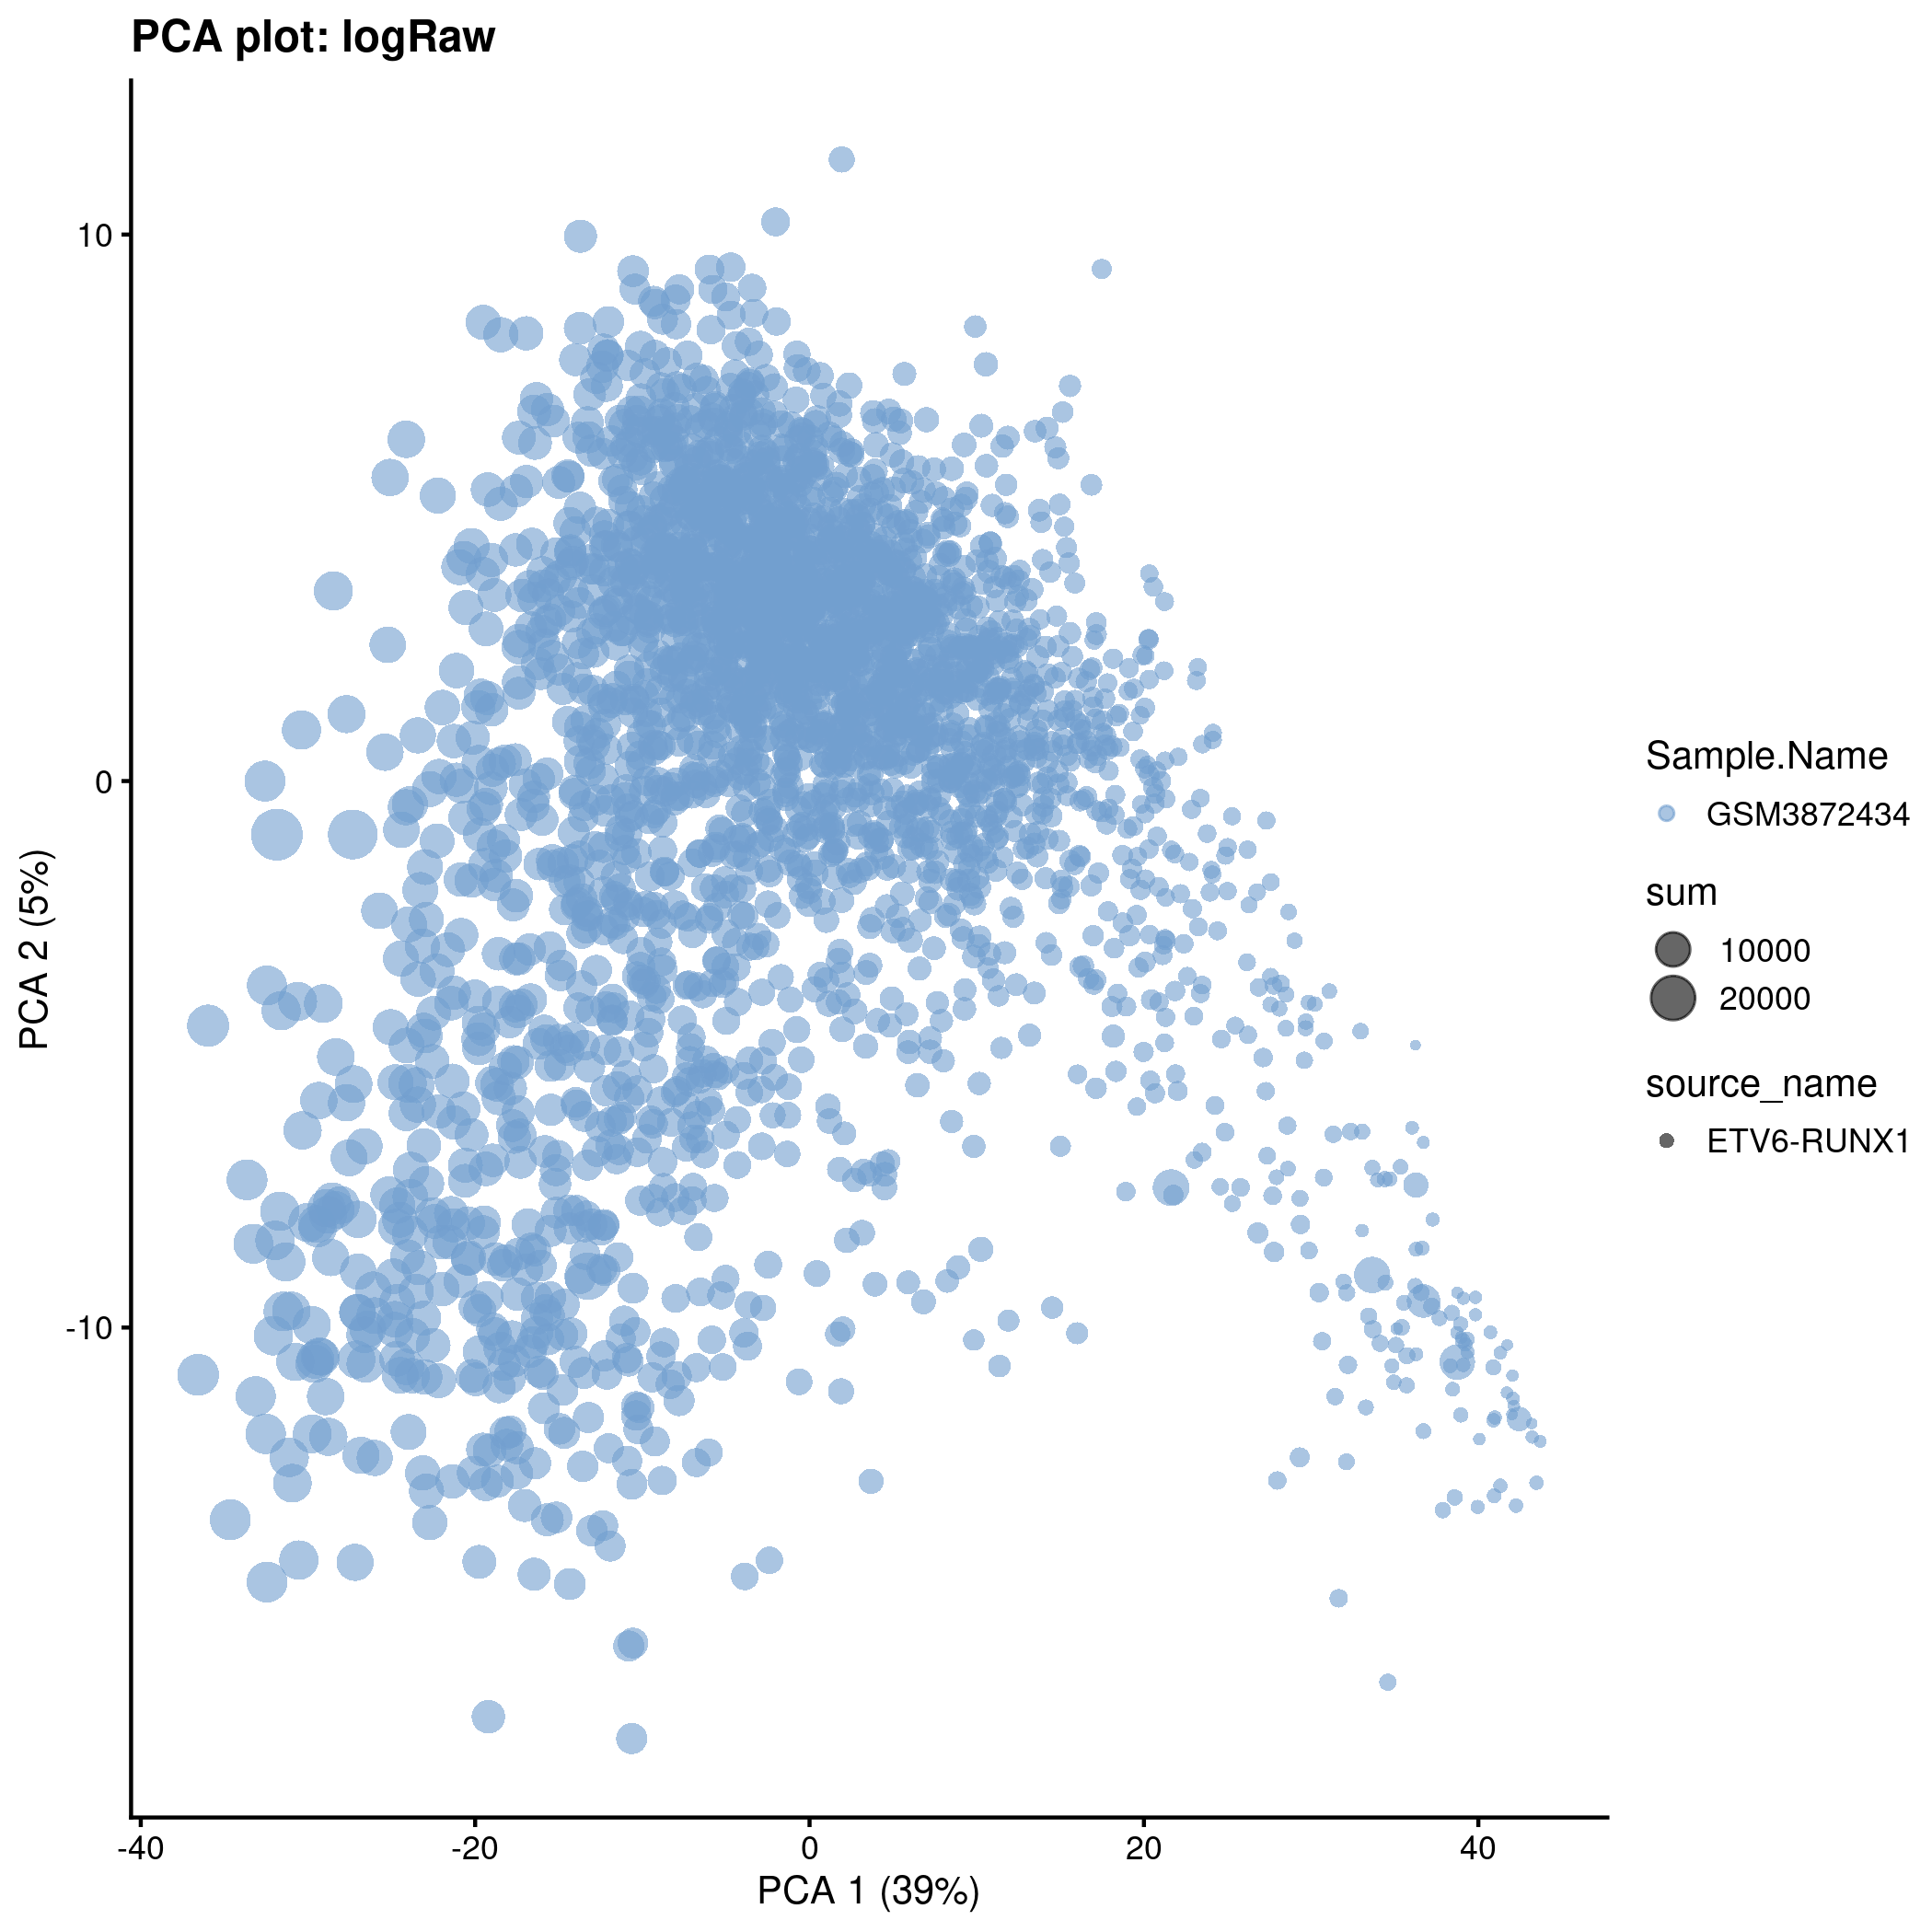 PCA plot: logRaw
10
0
-10
PCA 2 (5%)
-40
-20
0
20
40
PCA 1 (39%)
Sample.Name
GSM3872434
sum
10000
20000
source_name
ETV6-RUNX1